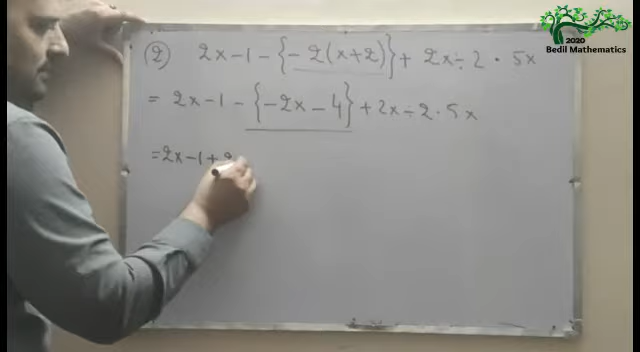 2020
Bedil Mathematics
(2) 2x-1-{-2(x+2)}+2x÷2·5x
= 2x-1-{-2x-4}+2x÷2·5x
=2x-1+2